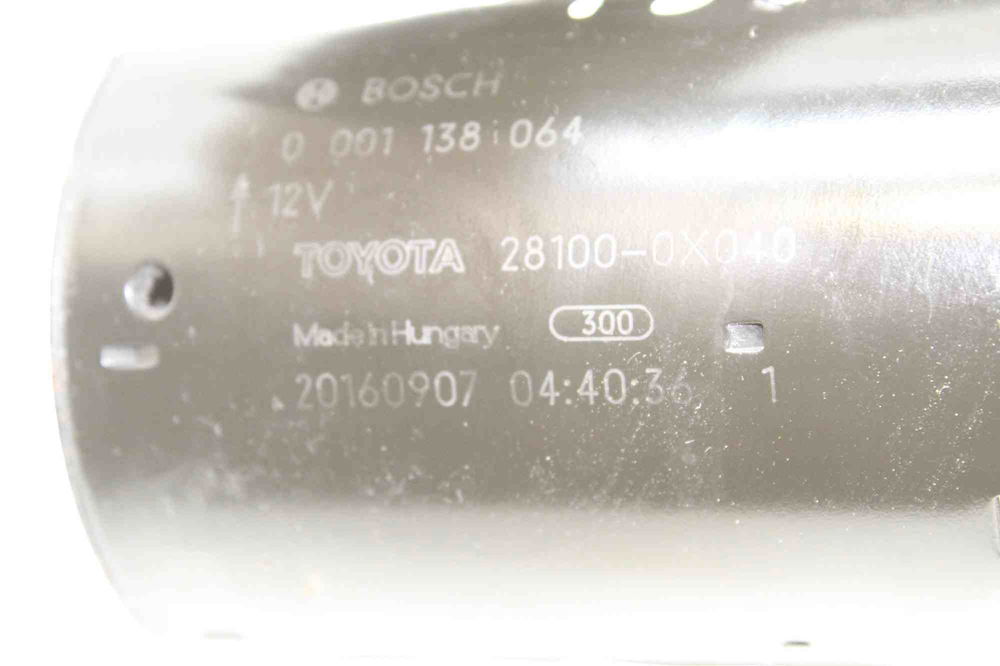 BOSCH
0 001 138 064
12V
TOYOTA 28100-0X040
Made in Hungary 300
20160907 04:40:36 1